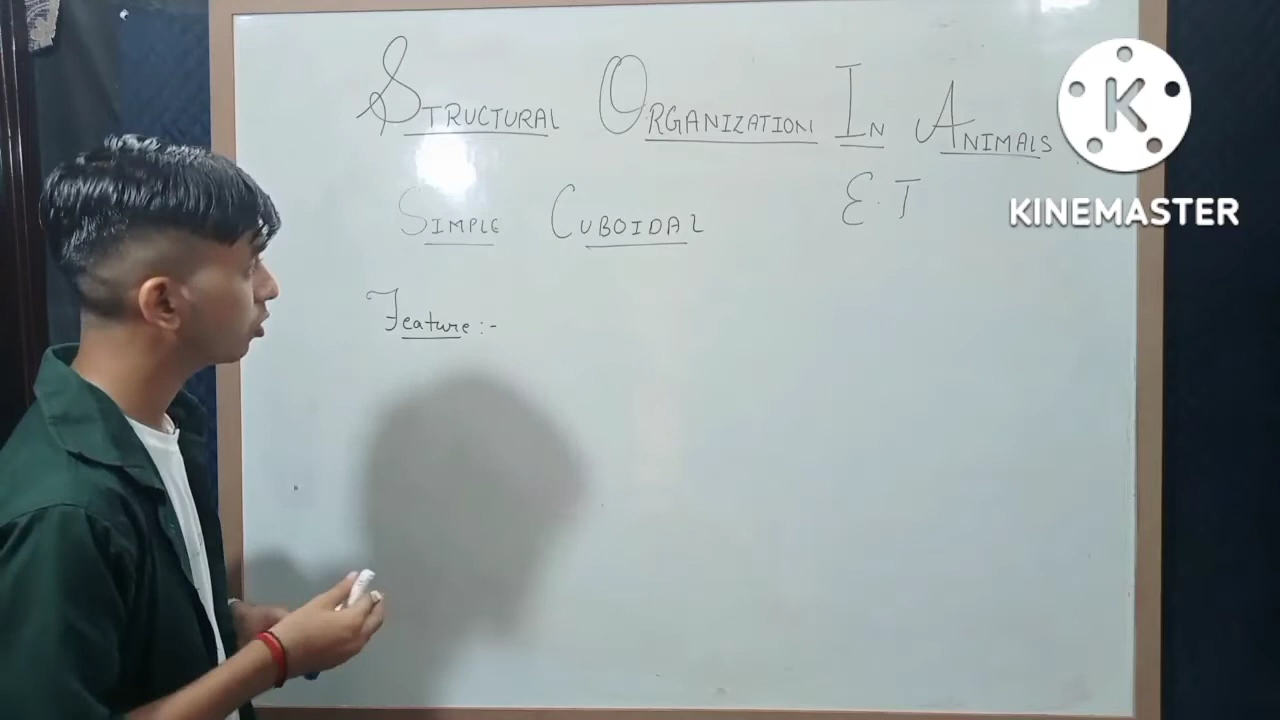 STRUCTURAL ORGANIZATION IN ANIMALS
SIMPLE CUBOIDAL E.T
Feature:-
KINEMASTER